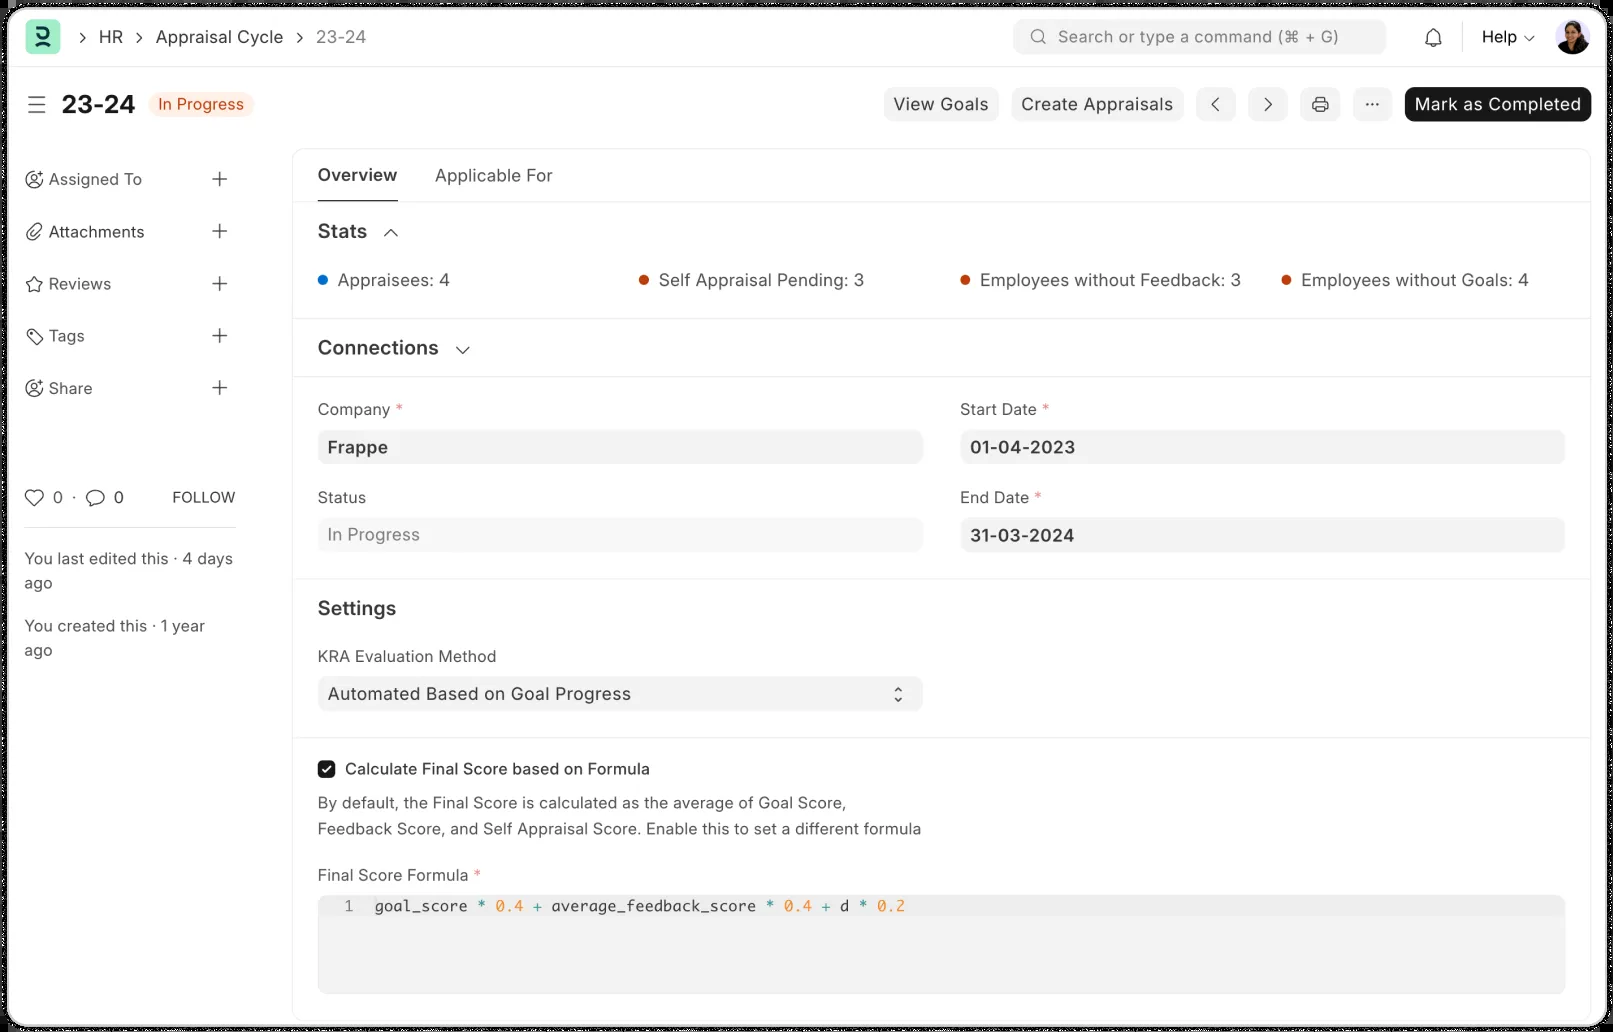 HR
Appraisal Cycle
23-24
Search or type a command (⌘ + G)
Help
23-24
In Progress
View Goals
Create Appraisals
Mark as Completed
Assigned To
Attachments
Reviews
Tags
Share
0 · 0
FOLLOW
You last edited this · 4 days
ago
You created this · 1 year
ago
Overview
Applicable For
Stats
Appraisees: 4
Self Appraisal Pending: 3
Employees without Feedback: 3
Employees without Goals: 4
Connections
Company *
Frappe
Start Date *
01-04-2023
Status
In Progress
End Date *
31-03-2024
Settings
KRA Evaluation Method
Automated Based on Goal Progress
Calculate Final Score based on Formula
By default, the Final Score is calculated as the average of Goal Score,
Feedback Score, and Self Appraisal Score. Enable this to set a different formula
Final Score Formula *
1 goal_score * 0.4 + average_feedback_score * 0.4 + d * 0.2